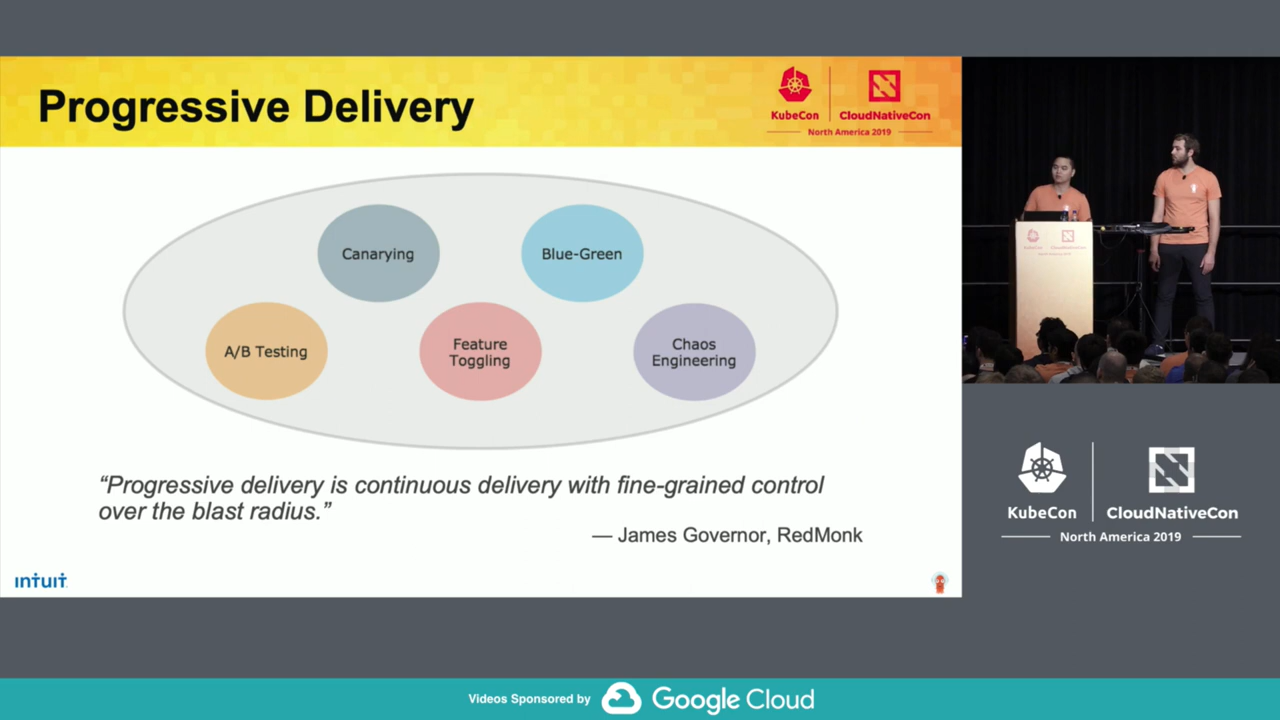 Progressive Delivery
KubeCon
CloudNativeCon
North America 2019
Canarying
Blue-Green
A/B Testing
Feature
Toggling
Chaos
Engineering
“Progressive delivery is continuous delivery with fine-grained control
over the blast radius.”
— James Governor, RedMonk
intuit
KubeCon
CloudNativeCon
North America 2019
Videos Sponsored by
Google Cloud